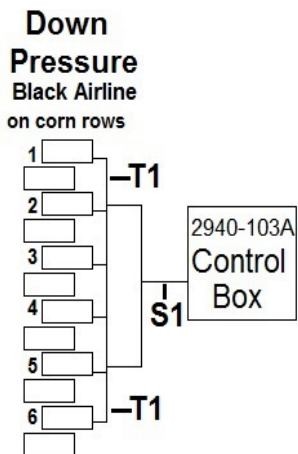 Down
Pressure
Black Airline
on corn rows
1
T1
2
3
4
5
6
T1
S1
2940-103A
Control
Box